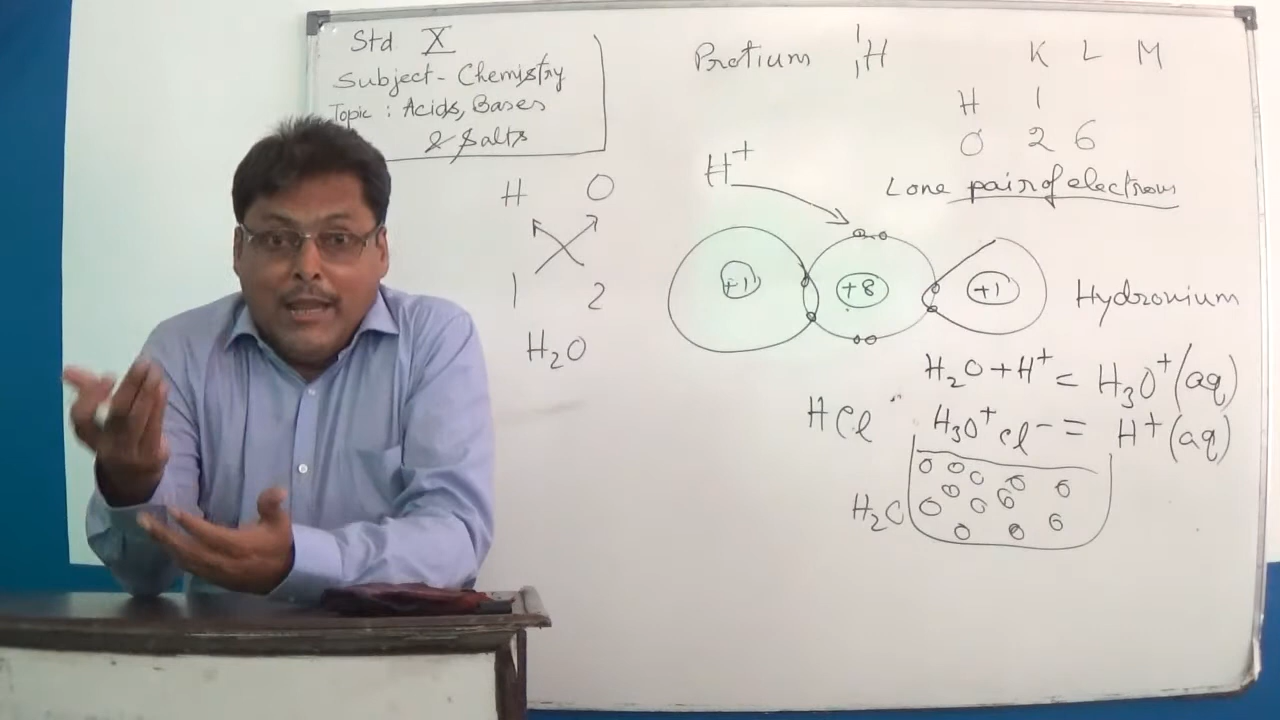 Std X
Subject - Chemistry
Topic : Acids, Bases
& Salts
H O
1 2
H₂O
Protium ¹₁H
K L M
H 1
O 2 6
Lone pair of electrons
H⁺
+1 +8 +1
Hydronium
H₂O + H⁺ = H₃O⁺ (aq)
HCl H₃O⁺ Cl⁻ = H⁺ (aq)
H₂O